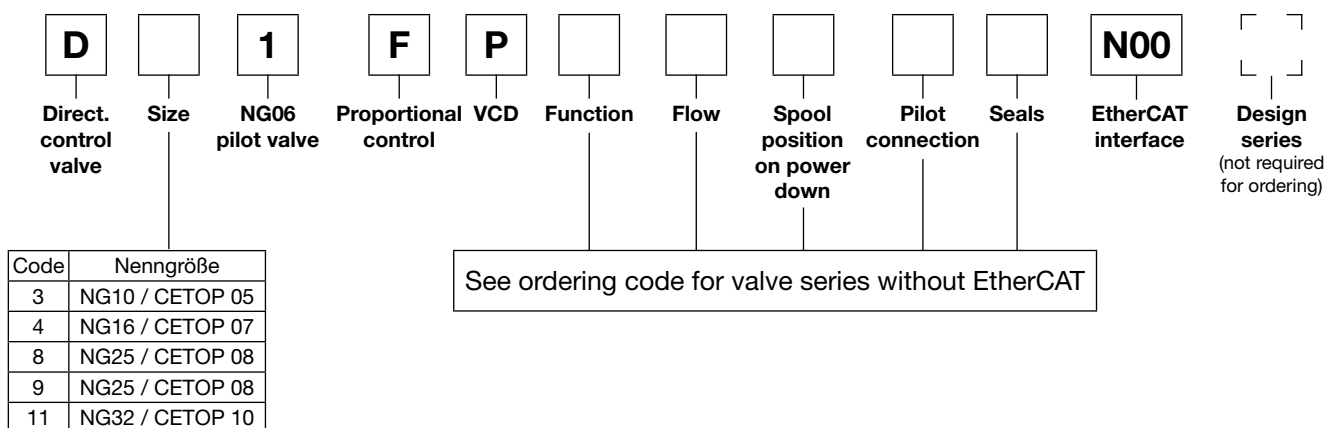 D 1 F P N00
Direct. control valve
Size
NG06 pilot valve
Proportional control
VCD
Function
Flow
Spool position on power down
Pilot connection
Seals
EtherCAT interface
Design series (not required for ordering)
Code Nenngröße
3 NG10 / CETOP 05
4 NG16 / CETOP 07
8 NG25 / CETOP 08
9 NG25 / CETOP 08
11 NG32 / CETOP 10
See ordering code for valve series without EtherCAT